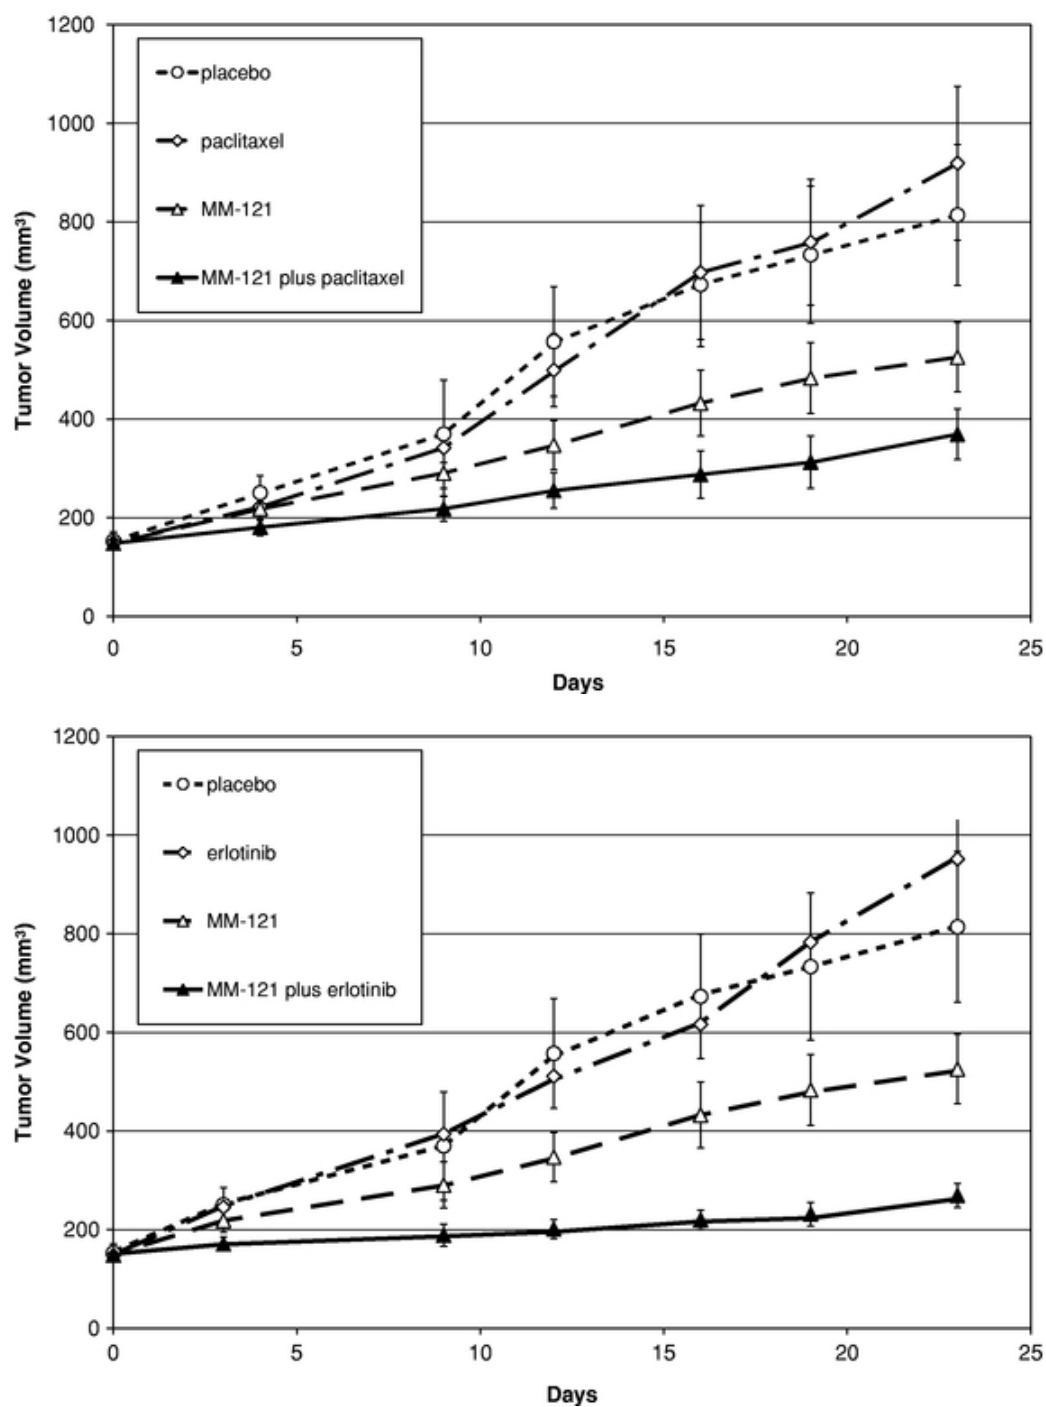 1200
1000
800
600
400
200
0
Tumor Volume (mm³)
placebo
paclitaxel
MM-121
MM-121 plus paclitaxel
0 5 10 15 20 25
Days
1200
1000
800
600
400
200
0
Tumor Volume (mm³)
placebo
erlotinib
MM-121
MM-121 plus erlotinib
0 5 10 15 20 25
Days